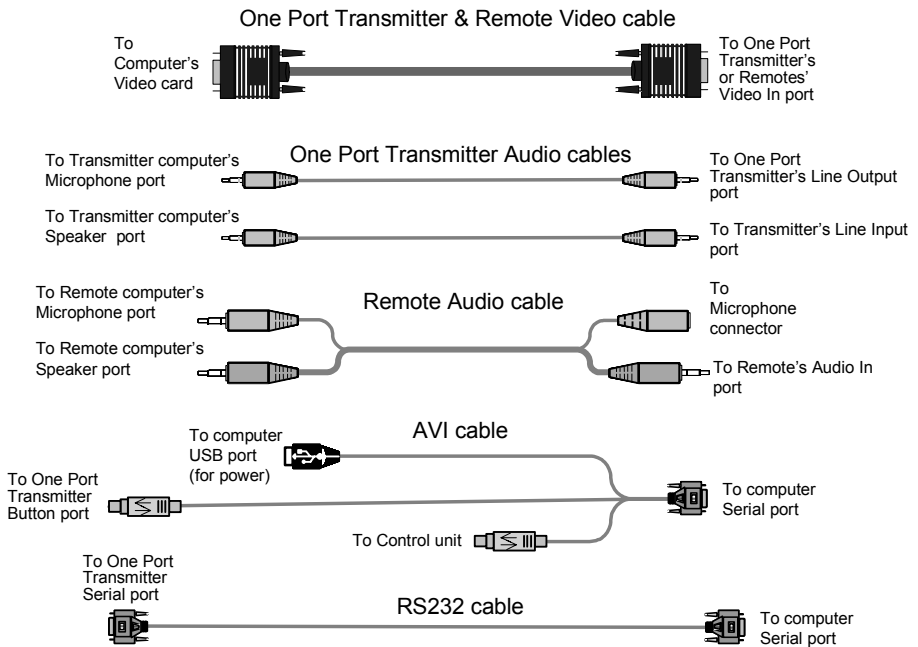 One Port Transmitter & Remote Video cable
To
Computer's
Video card
To One Port
Transmitter's
or Remotes'
Video In port
One Port Transmitter Audio cables
To Transmitter computer's
Microphone port
To One Port
Transmitter's Line Output
port
To Transmitter computer's
Speaker port
To Transmitter's Line Input
port
Remote Audio cable
To Remote computer's
Microphone port
To
Microphone
connector
To Remote computer's
Speaker port
To Remote's Audio In
port
AVI cable
To computer
USB port
(for power)
To One Port
Transmitter
Button port
To computer
Serial port
To Control unit
RS232 cable
To One Port
Transmitter
Serial port
To computer
Serial port